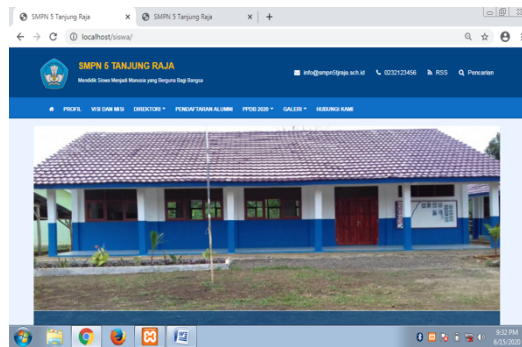 SMPN 5 Tanjung Raja
SMPN 5 Tanjung Raja
localhost/siswa/
SMPN 5 TANJUNG RAJA
Mendidik Siswa Menjadi Manusia yang Berguna Bagi Bangsa
info@smpn5tjraja.sch.id 0232123456 RSS Pencarian
PROFIL VISI DAN MISI DIREKTORI PENDAFTARAN ALUMNI PPDB 2020 GALERI HUBUNGI KAMI
9:32 PM
6/15/2020